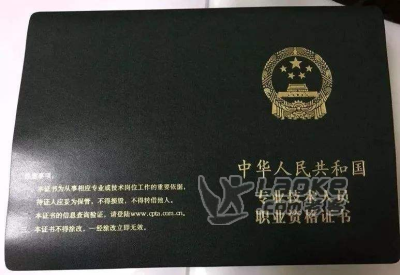 注意事项：
一、本证书为从事相应专业或技术岗位工作的重要依据，
持证人应妥为保管，不得损毁，不得转借他人。
二、本证书的信息查询验证，请登陆www.cpta.com.cn。
三、本证书不得涂改，一经涂改立即无效。
中华人民共和国
专业技术人员
职业资格证书